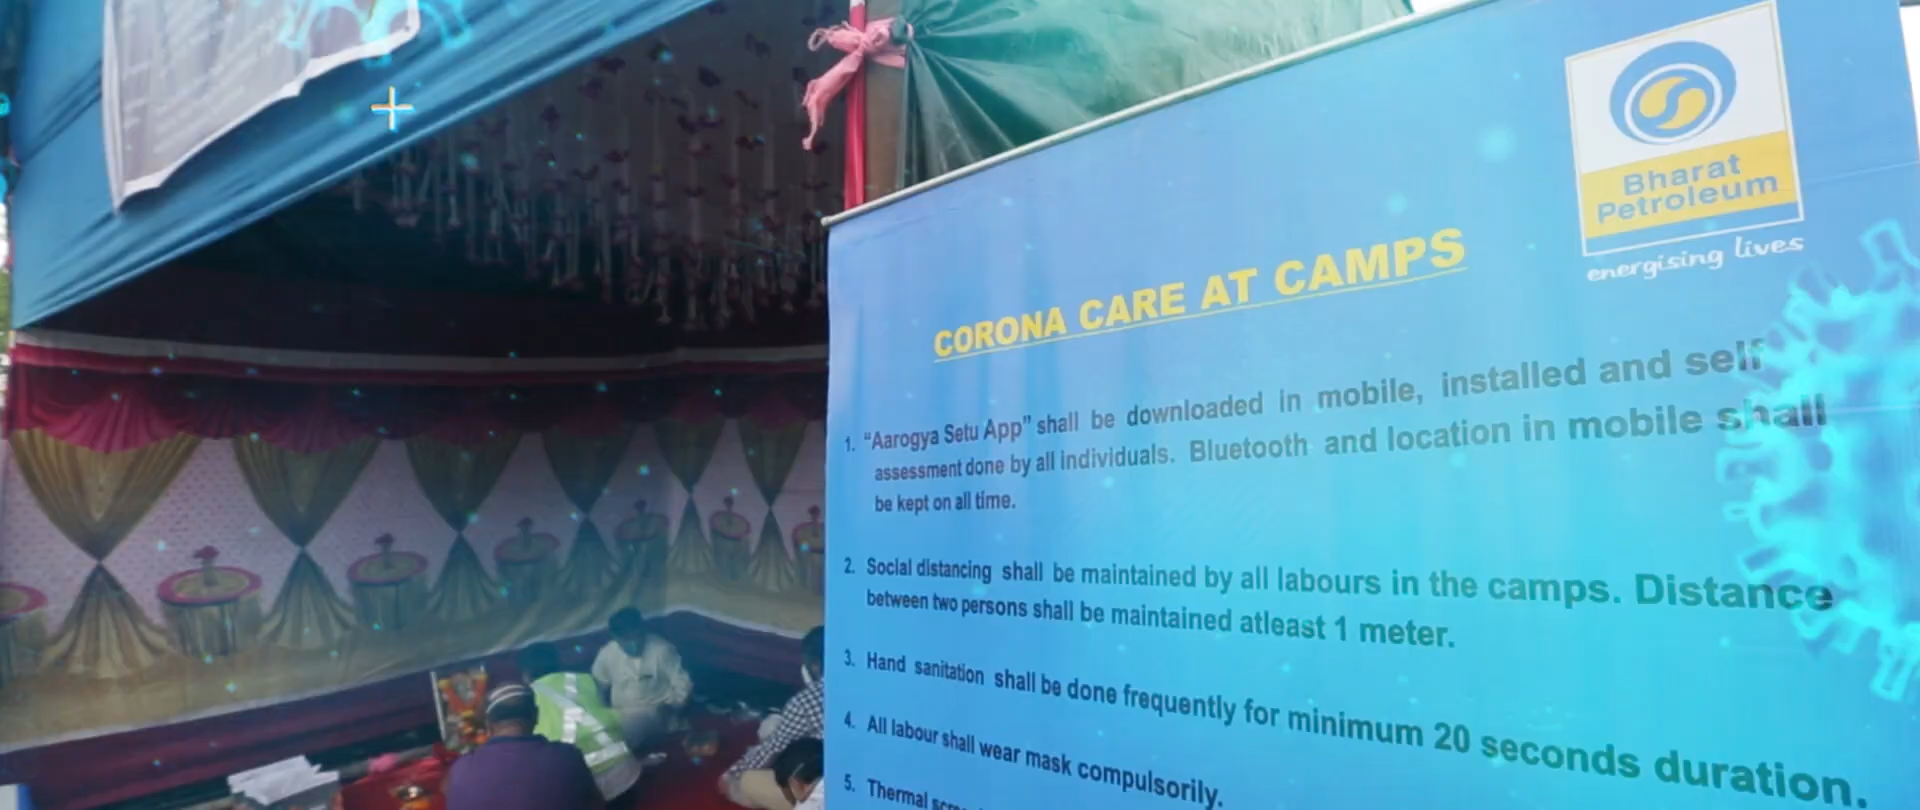 Bharat
Petroleum
energising lives
CORONA CARE AT CAMPS
1. “Aarogya Setu App” shall be downloaded in mobile, installed and self
assessment done by all individuals. Bluetooth and location in mobile shall
be kept on all time.
2. Social distancing shall be maintained by all labours in the camps. Distance
between two persons shall be maintained atleast 1 meter.
3. Hand sanitation shall be done frequently for minimum 20 seconds duration.
4. All labour shall wear mask compulsorily.
5. Thermal